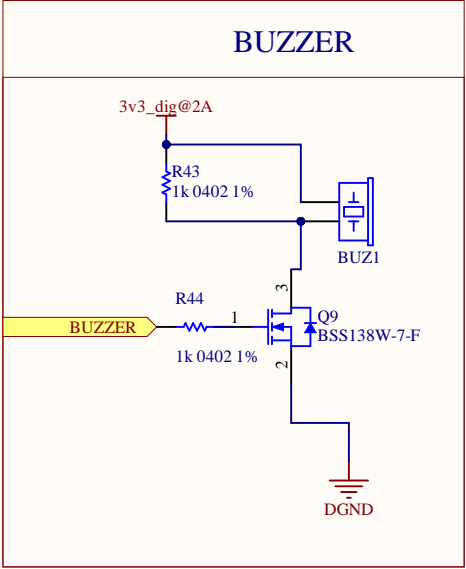 BUZZER
3v3_dig@2A
R43
1k 0402 1%
BUZ1
3
R44
1
Q9
BUZZER
BSS138W-7-F
1k 0402 1%
2
DGND